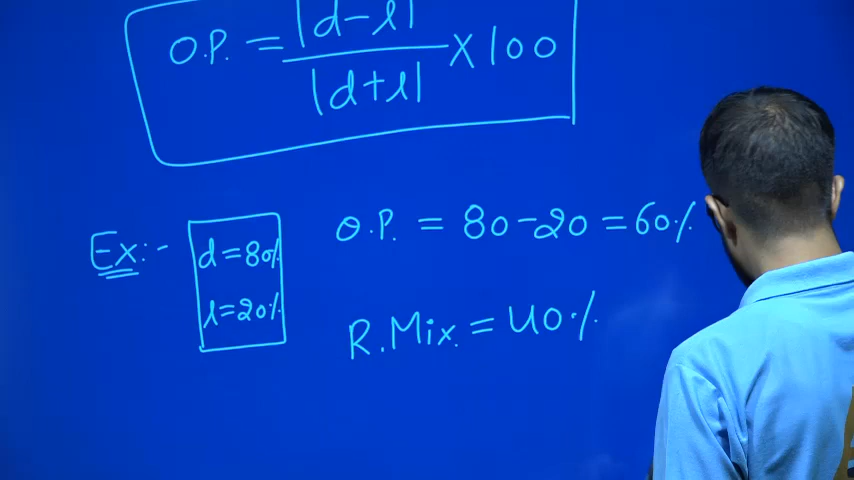 O.P. = |d-l| / |d+l| X 100
Ex:- d=80% O.P. = 80-20 = 60%
l=20% R.Mix. = 40%